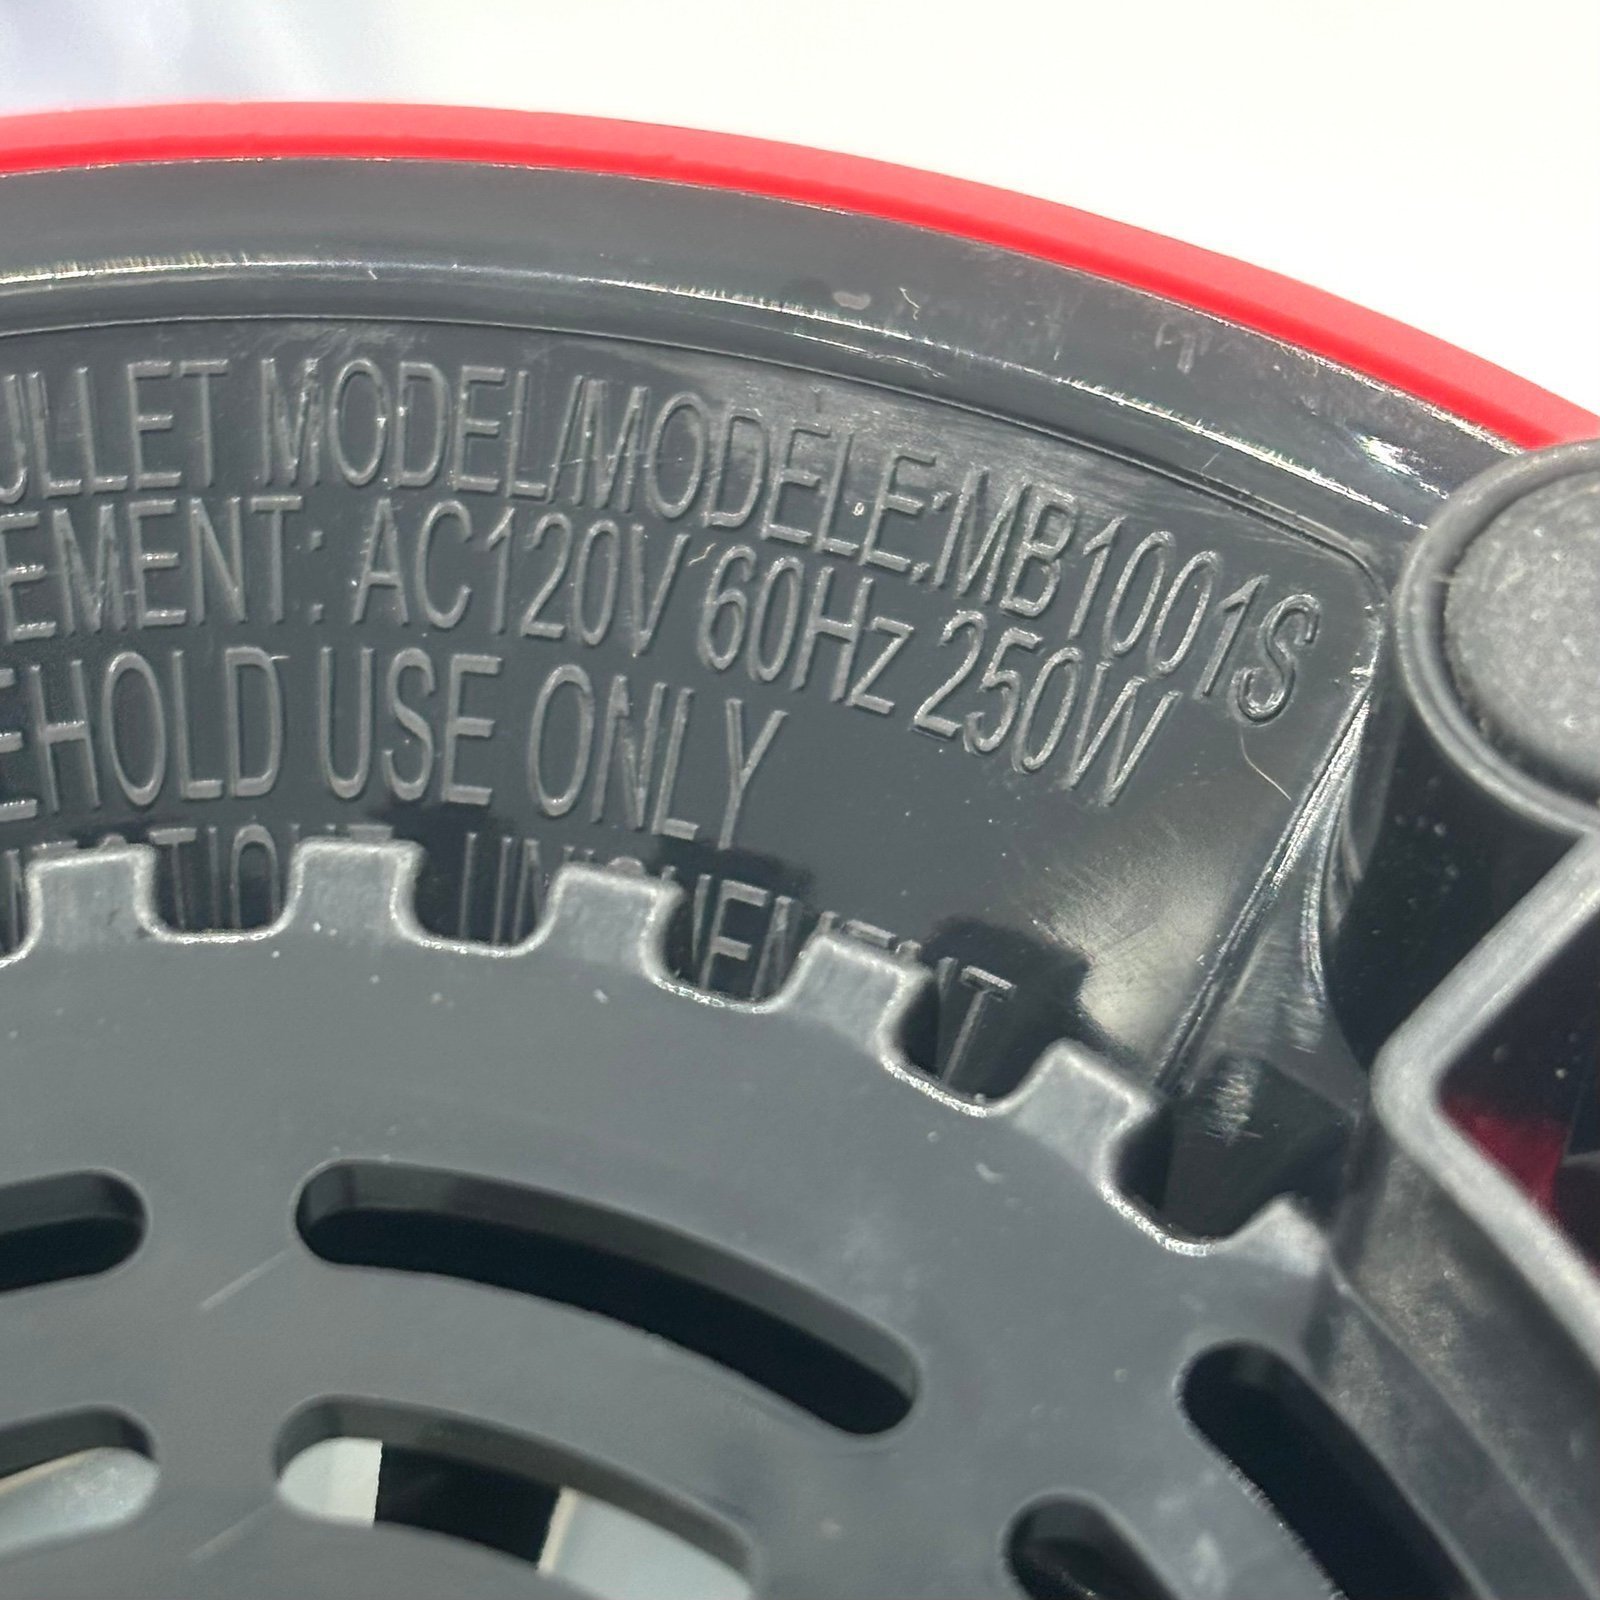 ULLET MODEL/MODELE:MB1001S
EMENT: AC120V 60Hz 250W
EHOLD USE ONLY